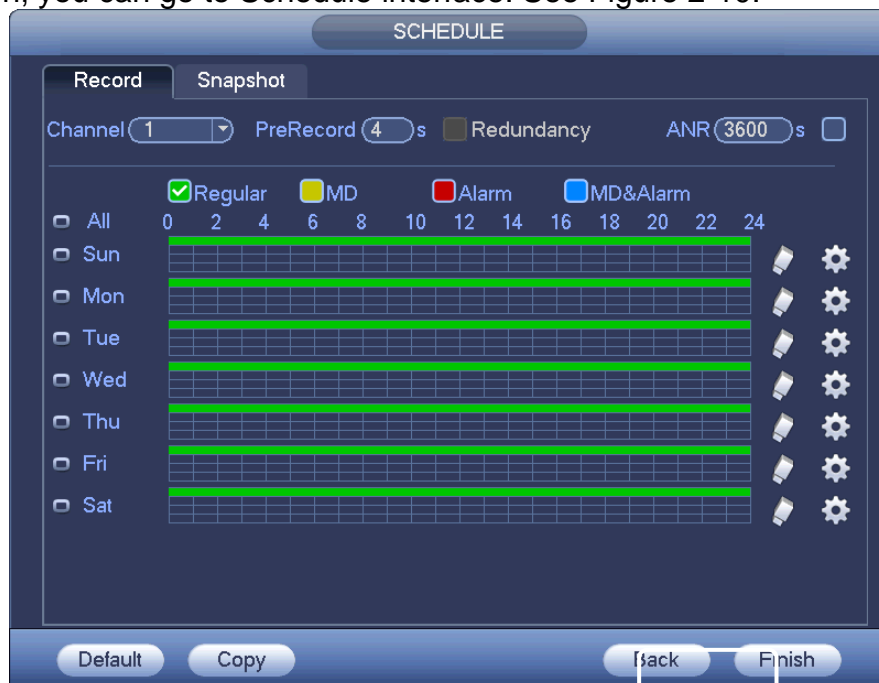 n, you can go to Schedule interface. See Figure 2-10.
SCHEDULE
Record Snapshot
Channel 1 PreRecord 4 s Redundancy ANR 3600 s
Regular MD Alarm MD&Alarm
All 0 2 4 6 8 10 12 14 16 18 20 22 24
Sun
Mon
Tue
Wed
Thu
Fri
Sat
Default Copy Back Finish